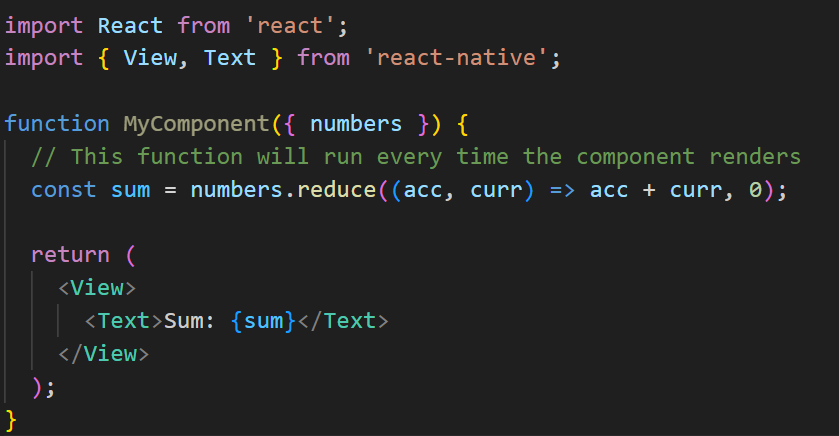 import React from 'react';
import { View, Text } from 'react-native';

function MyComponent({ numbers }) {
  // This function will run every time the component renders
  const sum = numbers.reduce((acc, curr) => acc + curr, 0);

  return (
    <View>
      <Text>Sum: {sum}</Text>
    </View>
  );
}